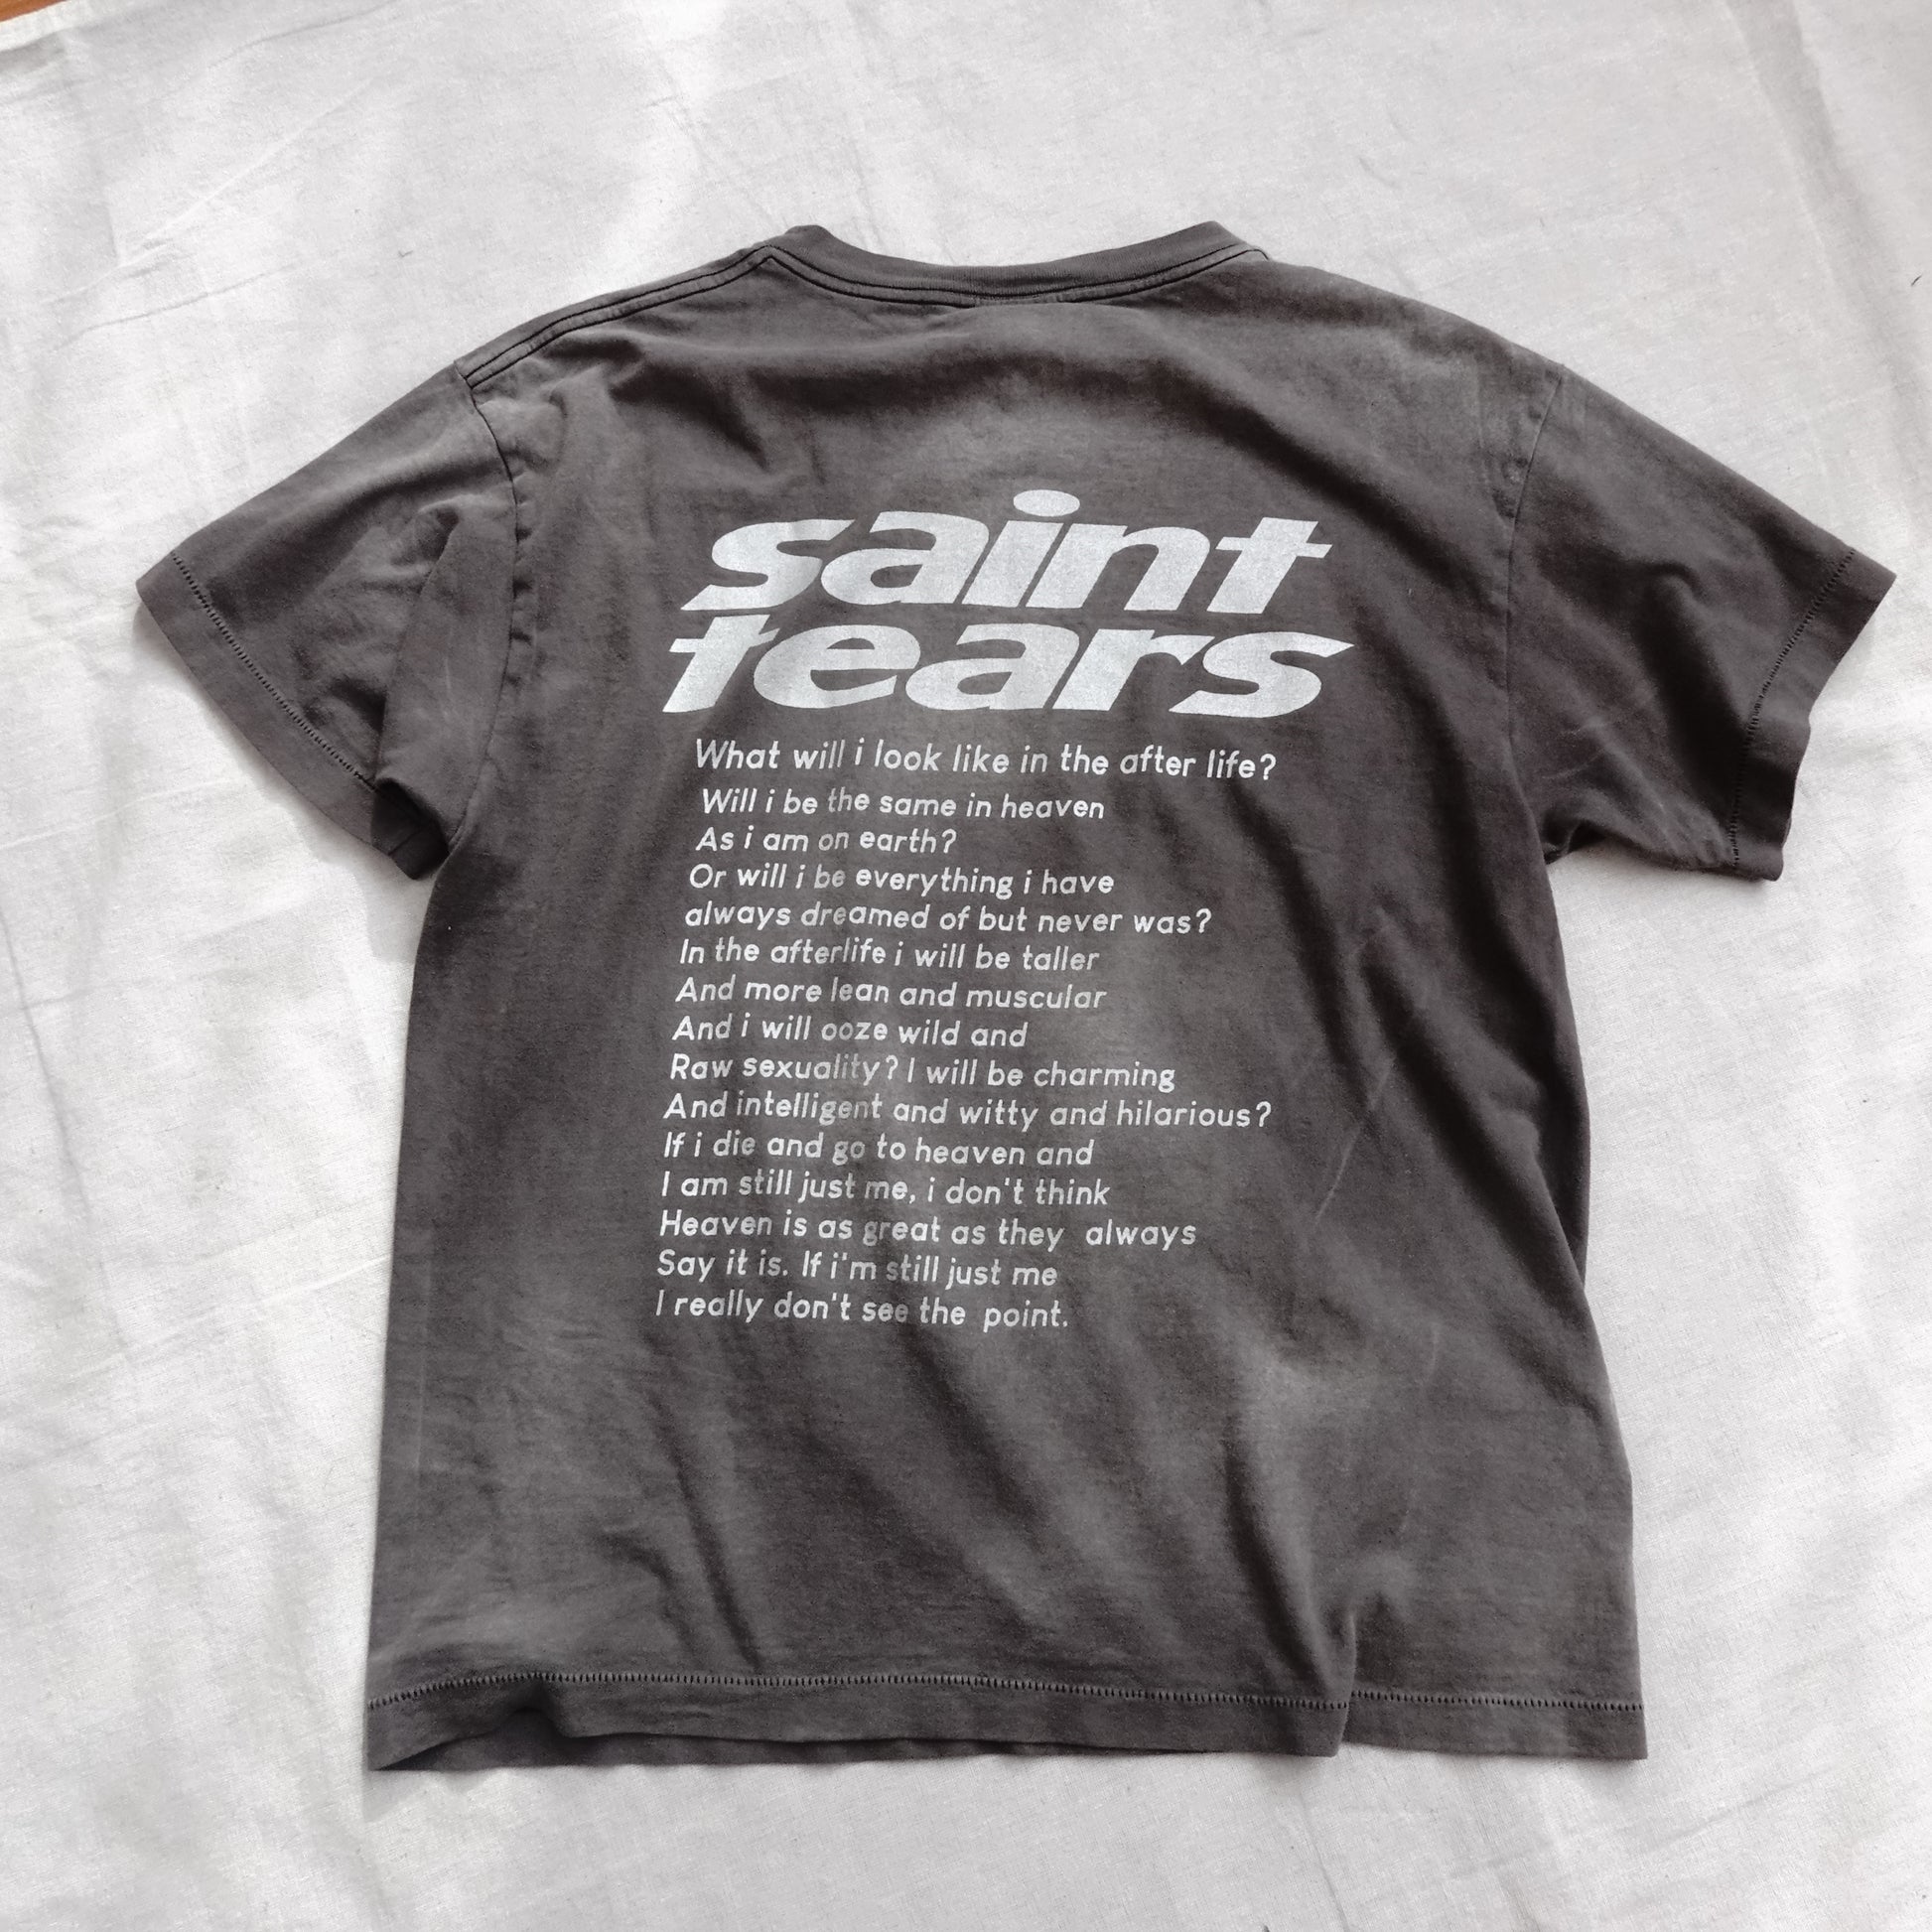 saint
tears
What will i look like in the after life?
Will i be the same in heaven
As i am on earth?
Or will i be everything i have
always dreamed of but never was?
In the afterlife i will be taller
And more lean and muscular
And i will ooze wild and
Raw sexuality? I will be charming
And intelligent and witty and hilarious?
If i die and go to heaven and
I am still just me, i don't think
Heaven is as great as they always
Say it is. If i'm still just me
I really don't see the point.